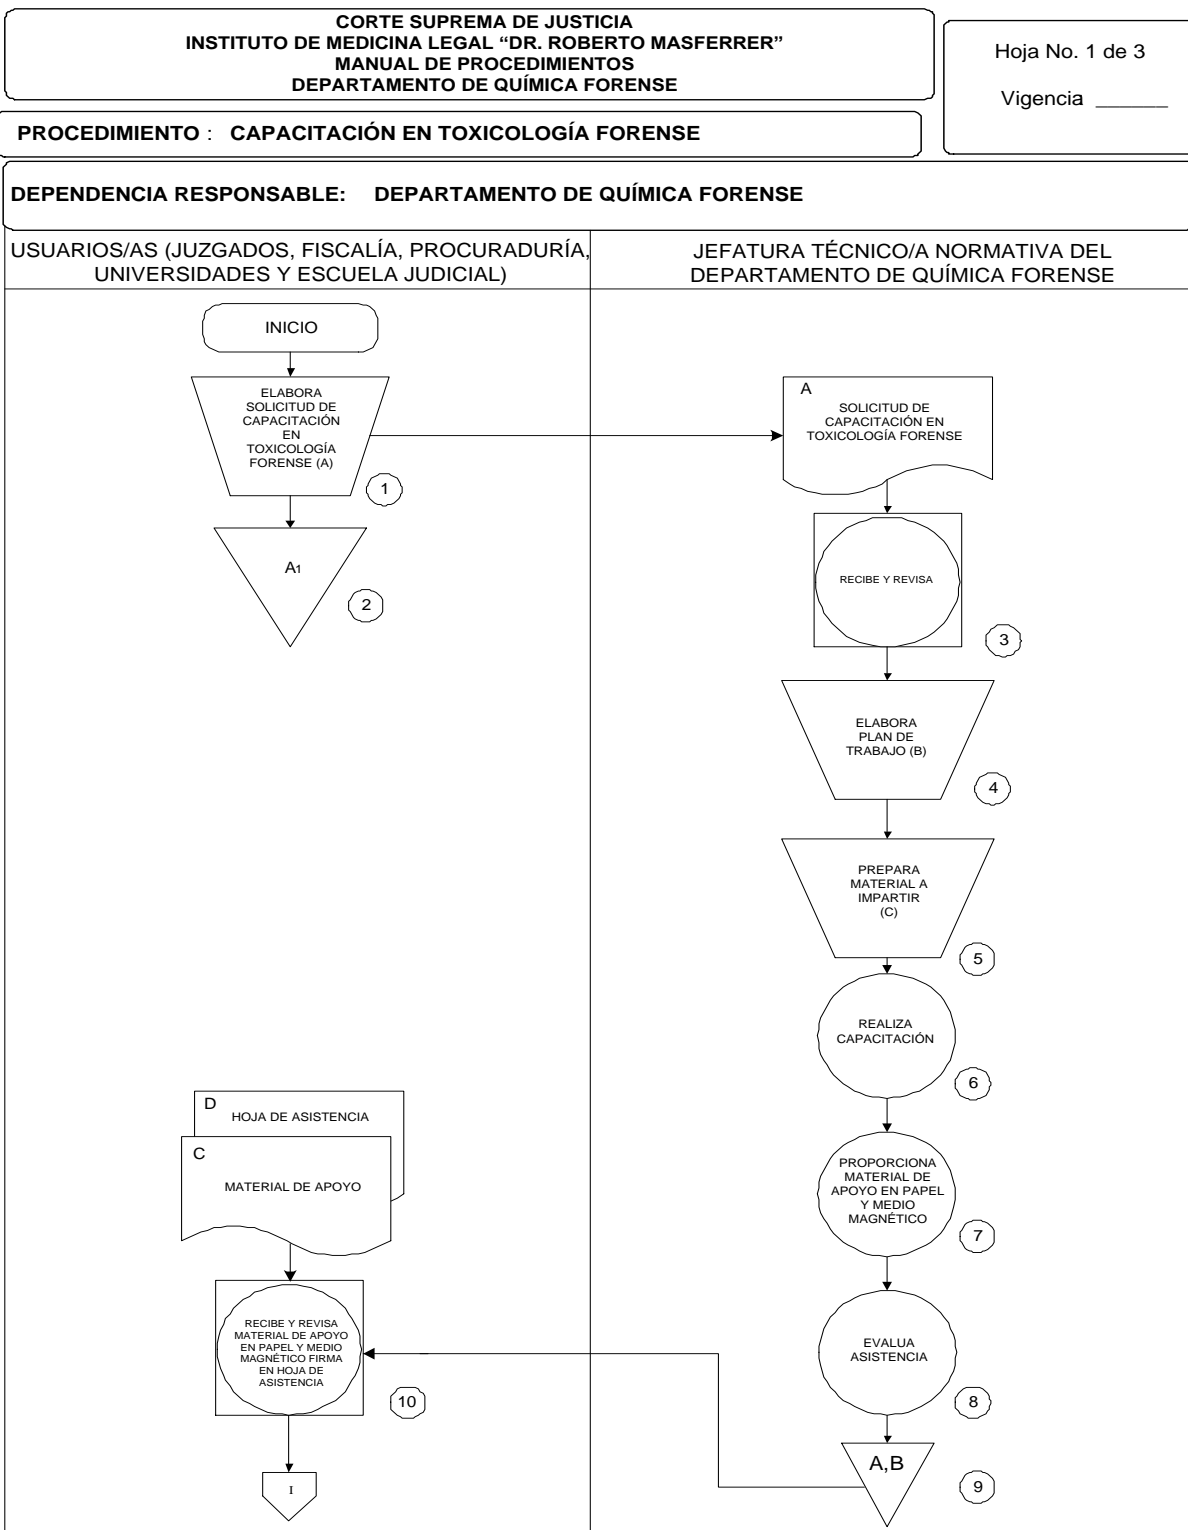 CORTE SUPREMA DE JUSTICIA
INSTITUTO DE MEDICINA LEGAL “DR. ROBERTO MASFERRER”
MANUAL DE PROCEDIMIENTOS
DEPARTAMENTO DE QUÍMICA FORENSE
Hoja No. 1 de 3
Vigencia ______
PROCEDIMIENTO : CAPACITACIÓN EN TOXICOLOGÍA FORENSE
DEPENDENCIA RESPONSABLE: DEPARTAMENTO DE QUÍMICA FORENSE
USUARIOS/AS (JUZGADOS, FISCALÍA, PROCURADURÍA,
UNIVERSIDADES Y ESCUELA JUDICIAL)
JEFATURA TÉCNICO/A NORMATIVA DEL
DEPARTAMENTO DE QUÍMICA FORENSE
INICIO
ELABORA
SOLICITUD DE
CAPACITACIÓN
EN
TOXICOLOGÍA
FORENSE (A)
1
A1
2
A
SOLICITUD DE
CAPACITACIÓN EN
TOXICOLOGÍA FORENSE
RECIBE Y REVISA
3
ELABORA
PLAN DE
TRABAJO (B)
4
PREPARA
MATERIAL A
IMPARTIR
(C)
5
REALIZA
CAPACITACIÓN
6
PROPORCIONA
MATERIAL DE
APOYO EN PAPEL
Y MEDIO
MAGNÉTICO
7
EVALUA
ASISTENCIA
8
A,B
9
D
HOJA DE ASISTENCIA
C
MATERIAL DE APOYO
RECIBE Y REVISA
MATERIAL DE APOYO
EN PAPEL Y MEDIO
MAGNÉTICO FIRMA
EN HOJA DE
ASISTENCIA
10
I